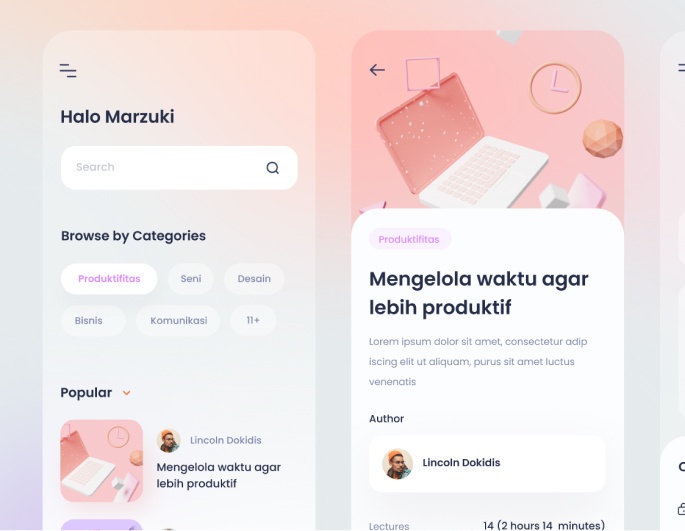 Halo Marzuki
Search
Browse by Categories
Produktifitas
Seni
Desain
Bisnis
Komunikasi
11+
Popular
Lincoln Dokidis
Mengelola waktu agar
lebih produktif
Produktifitas
Mengelola waktu agar
lebih produktif
Lorem ipsum dolor sit amet, consectetur adip
iscing elit ut aliquam, purus sit amet luctus
venenatis
Author
Lincoln Dokidis
Lectures
14 (2 hours 14 minutes)